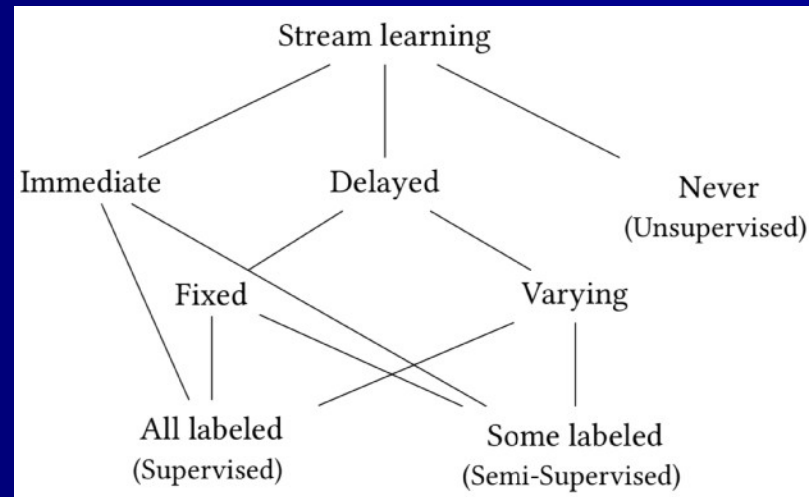 Stream learning
Immediate
Delayed
Never
(Unsupervised)
Fixed
Varying
All labeled
(Supervised)
Some labeled
(Semi-Supervised)